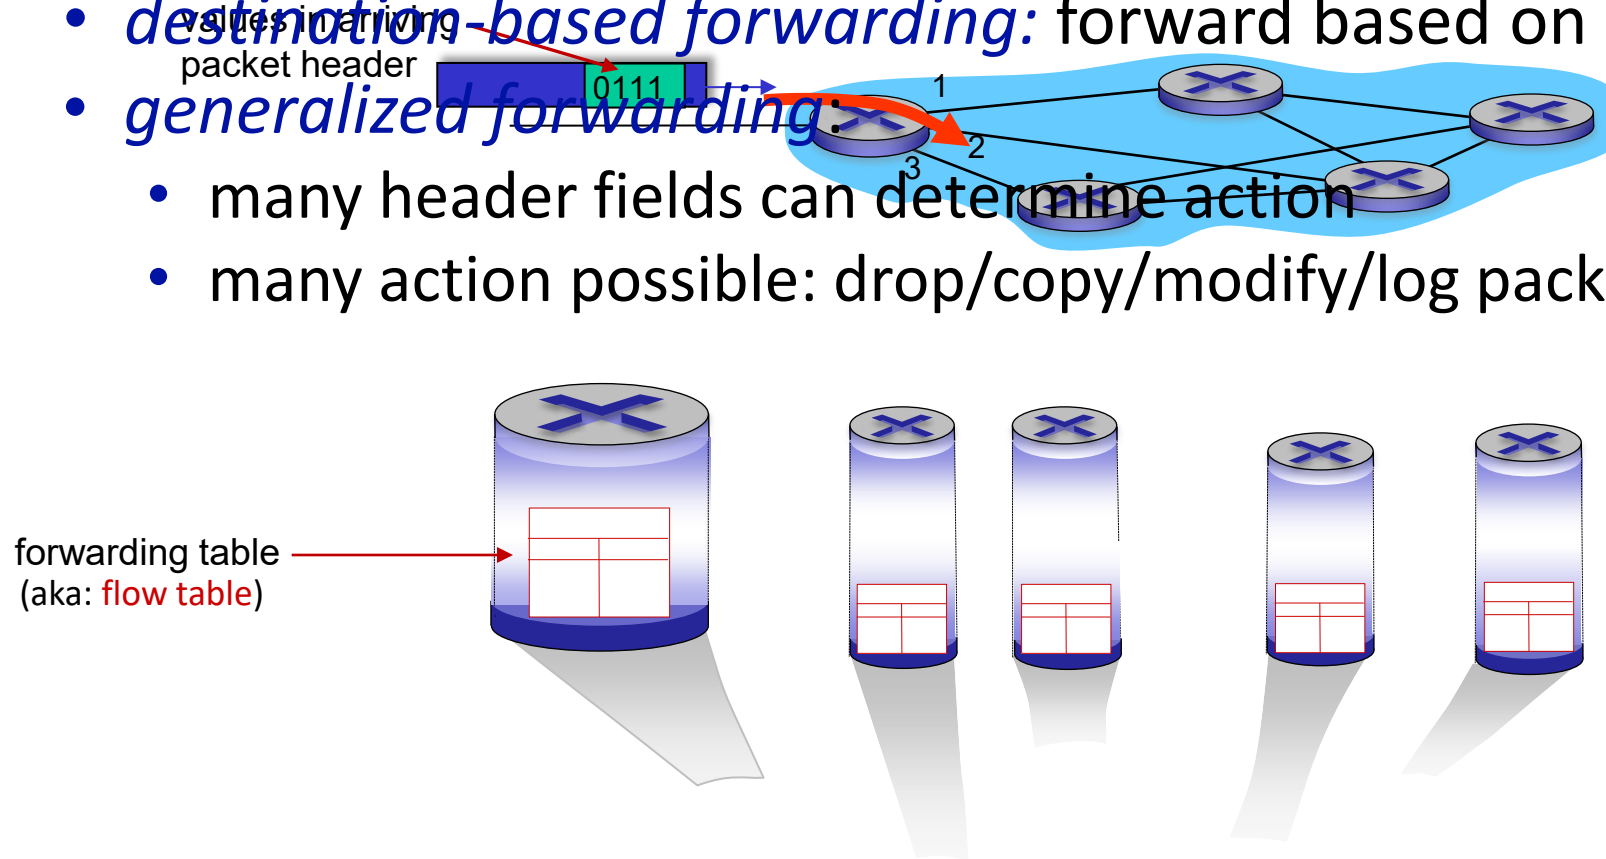 • destination-based forwarding: forward based on
values in arriving
packet header
0111
1
• generalized forwarding:
2
3
• many header fields can determine action
• many action possible: drop/copy/modify/log pack
forwarding table
(aka: flow table)